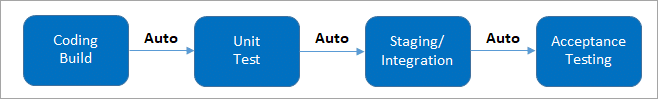 Coding
Build
Auto
Unit
Test
Auto
Staging/
Integration
Auto
Acceptance
Testing